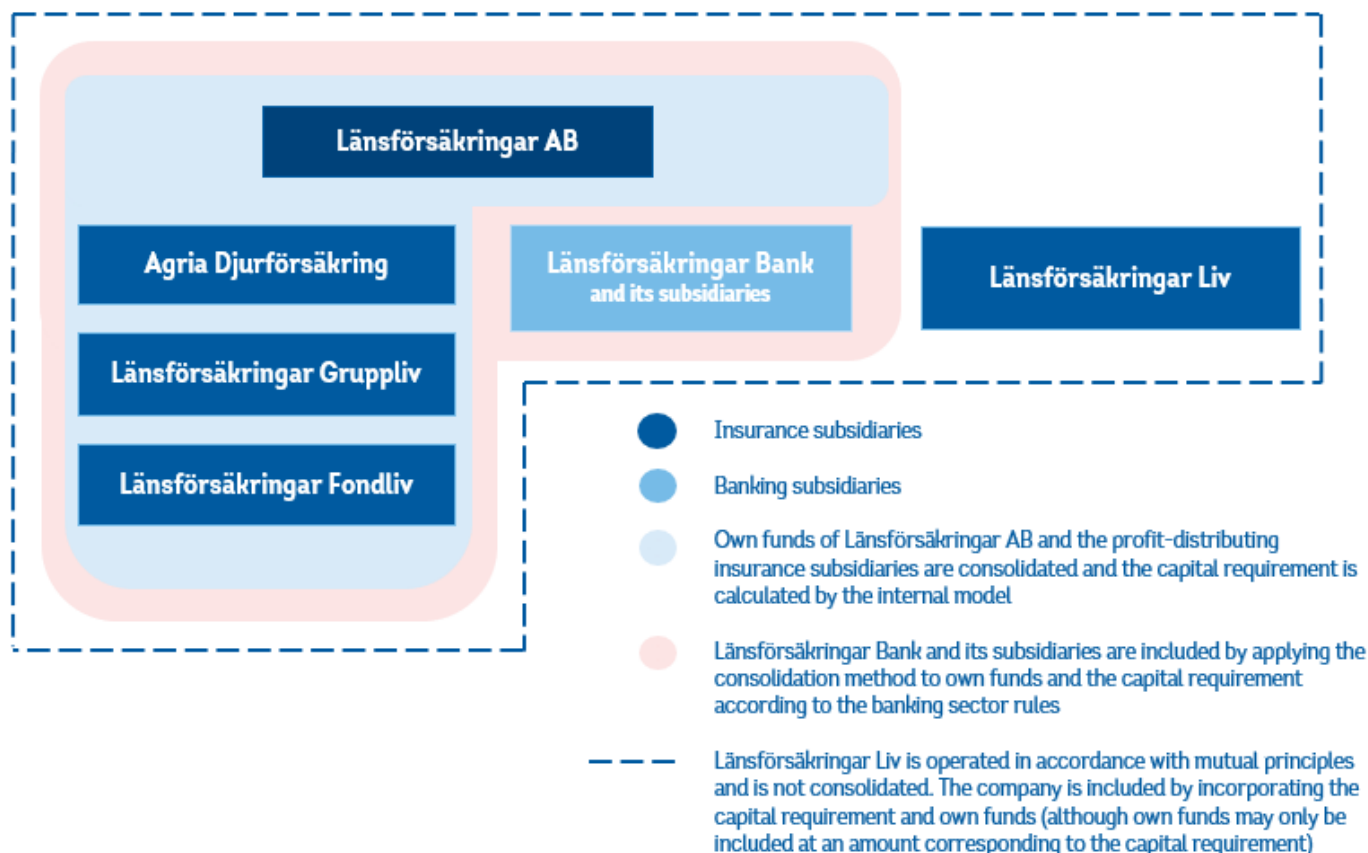 Länsförsäkringar AB
Agria Djurförsäkring
Länsförsäkringar Bank
and its subsidiaries
Länsförsäkringar Liv
Länsförsäkringar Gruppliv
Länsförsäkringar Fondliv
Insurance subsidiaries
Banking subsidiaries
Own funds of Länsförsäkringar AB and the profit-distributing
insurance subsidiaries are consolidated and the capital requirement is
calculated by the internal model
Länsförsäkringar Bank and its subsidiaries are included by applying the
consolidation method to own funds and the capital requirement
according to the banking sector rules
Länsförsäkringar Liv is operated in accordance with mutual principles
and is not consolidated. The company is included by incorporating the
capital requirement and own funds (although own funds may only be
included at an amount corresponding to the capital requirement)